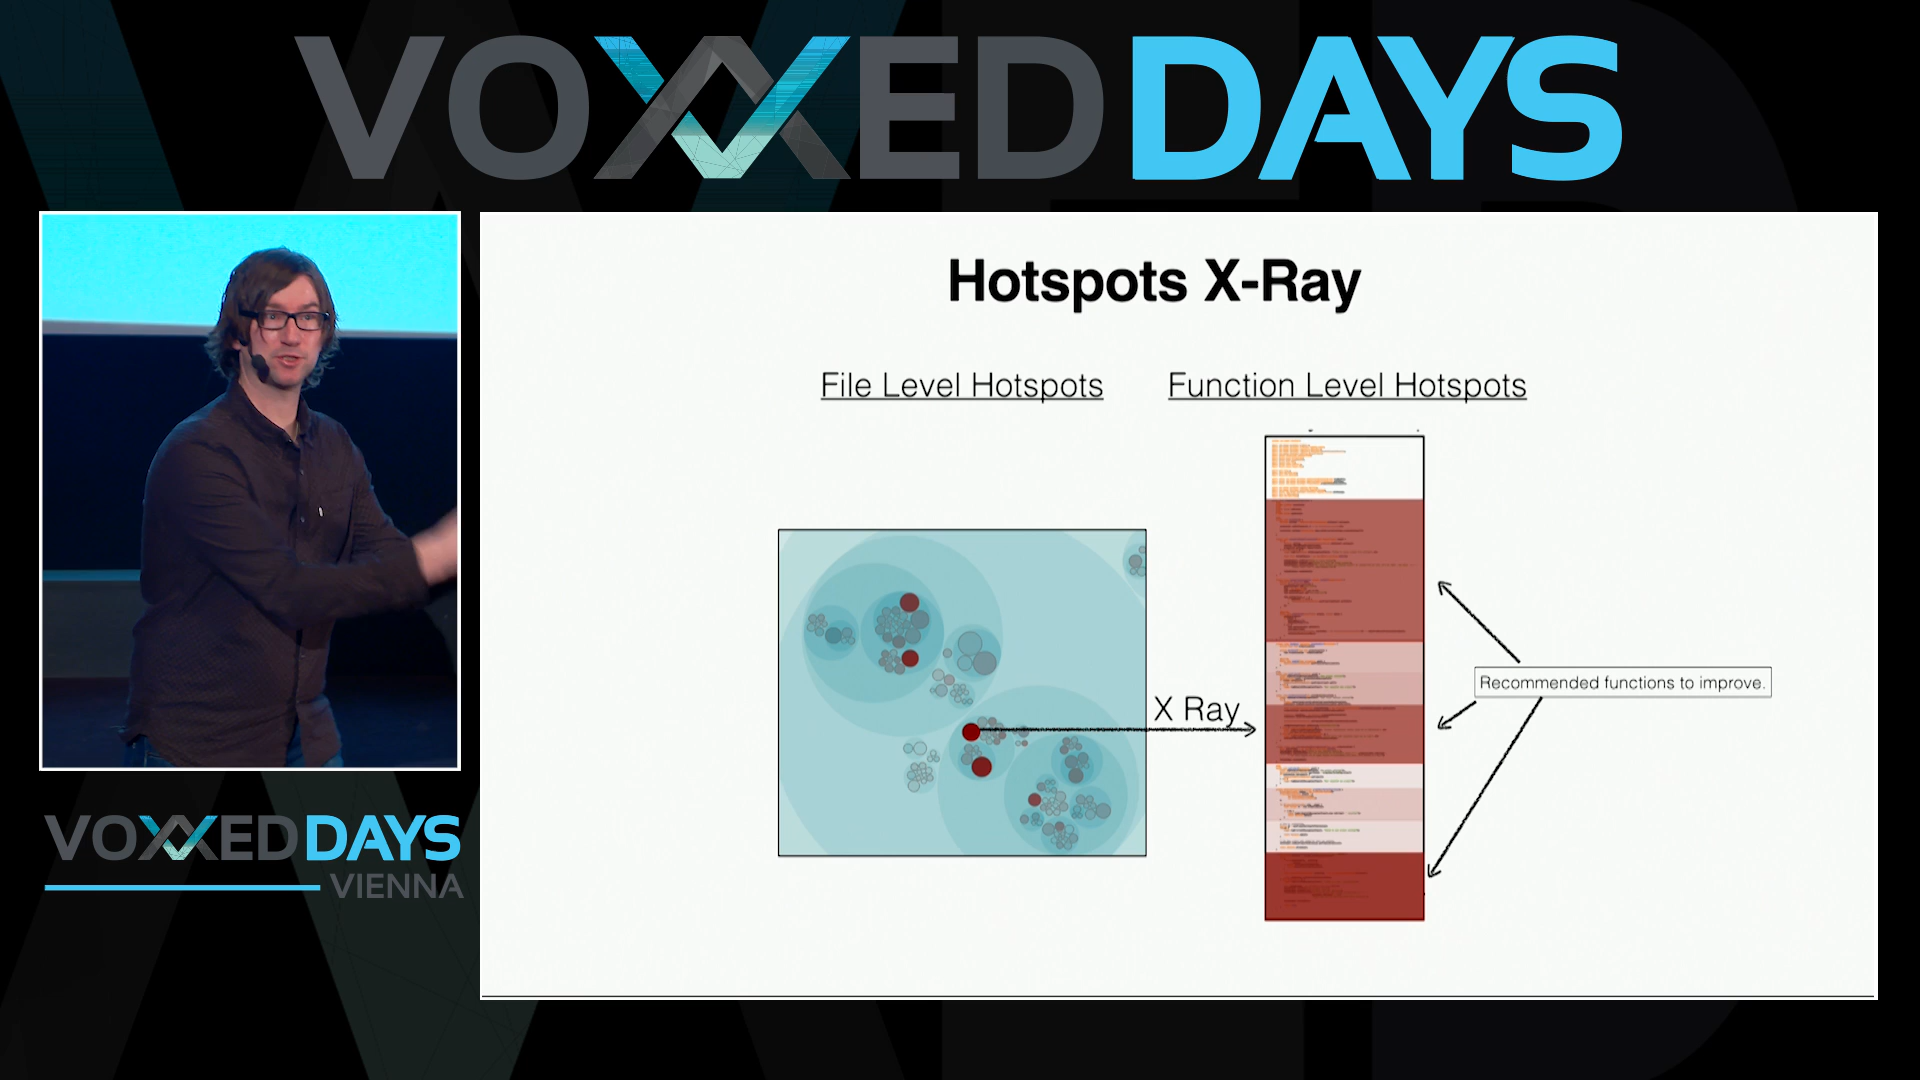 VOXXED DAYS
Hotspots X-Ray
File Level Hotspots
Function Level Hotspots
X Ray
Recommended functions to improve.
VOXXED DAYS
VIENNA